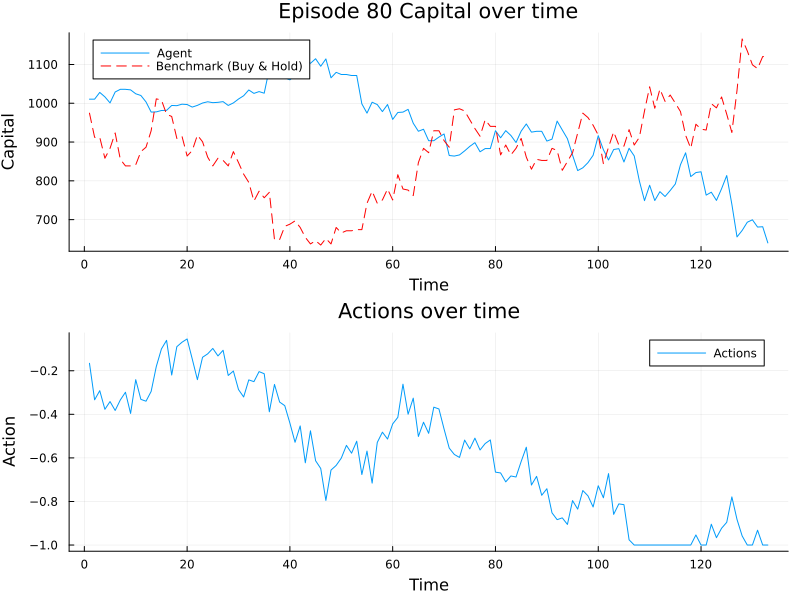 Episode 80 Capital over time
Agent
Benchmark (Buy & Hold)
1100
1000
900
800
700
Capital
0 20 40 60 80 100 120
Time
Actions over time
Actions
−0.2
−0.4
−0.6
−0.8
−1.0
Action
0 20 40 60 80 100 120
Time